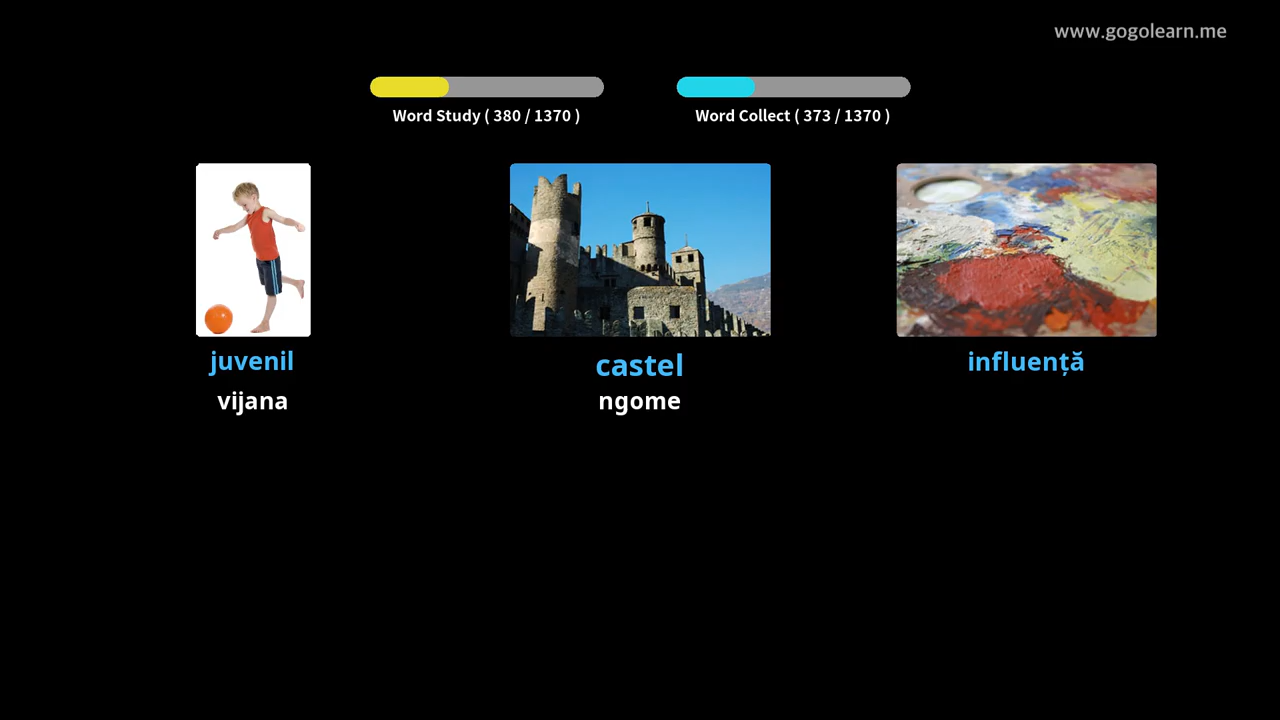 www.gogolearn.me
Word Study ( 380 / 1370 )
Word Collect ( 373 / 1370 )
juvenil
castel
influență
vijana
ngome